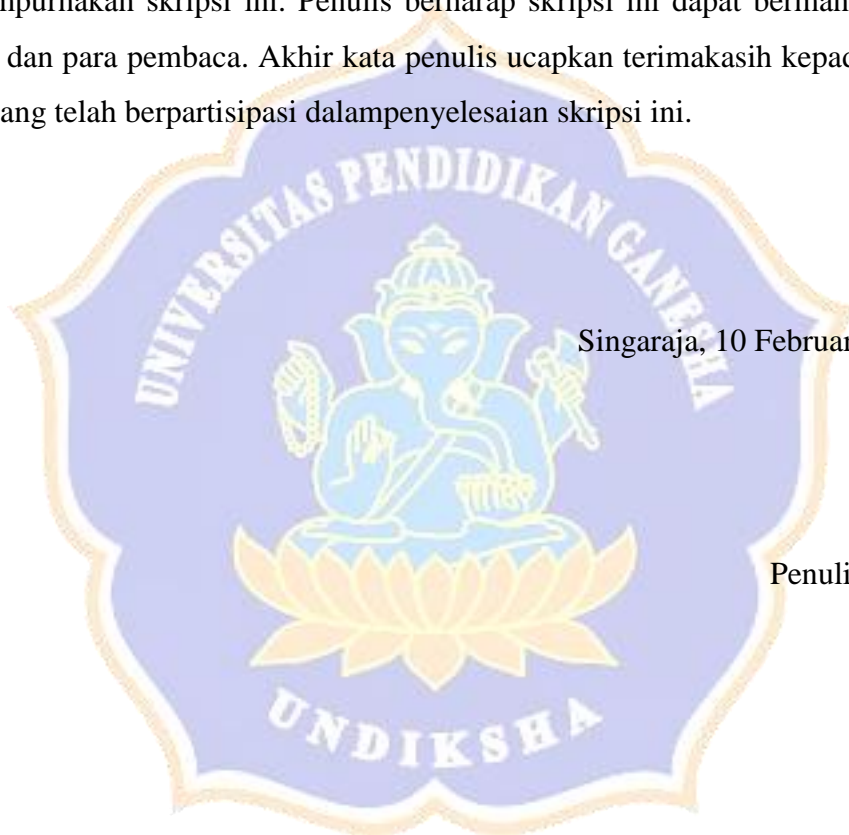 mpurnakan skripsi ini. Penulis berharap skripsi ini dapat berman
dan para pembaca. Akhir kata penulis ucapkan terimakasih kepad
ang telah berpartisipasi dalampenyelesaian skripsi ini.
UNIVERSITAS PENDIDIKAN GANESHA
Singaraja, 10 Februar
Penuli
UNDIKSHA